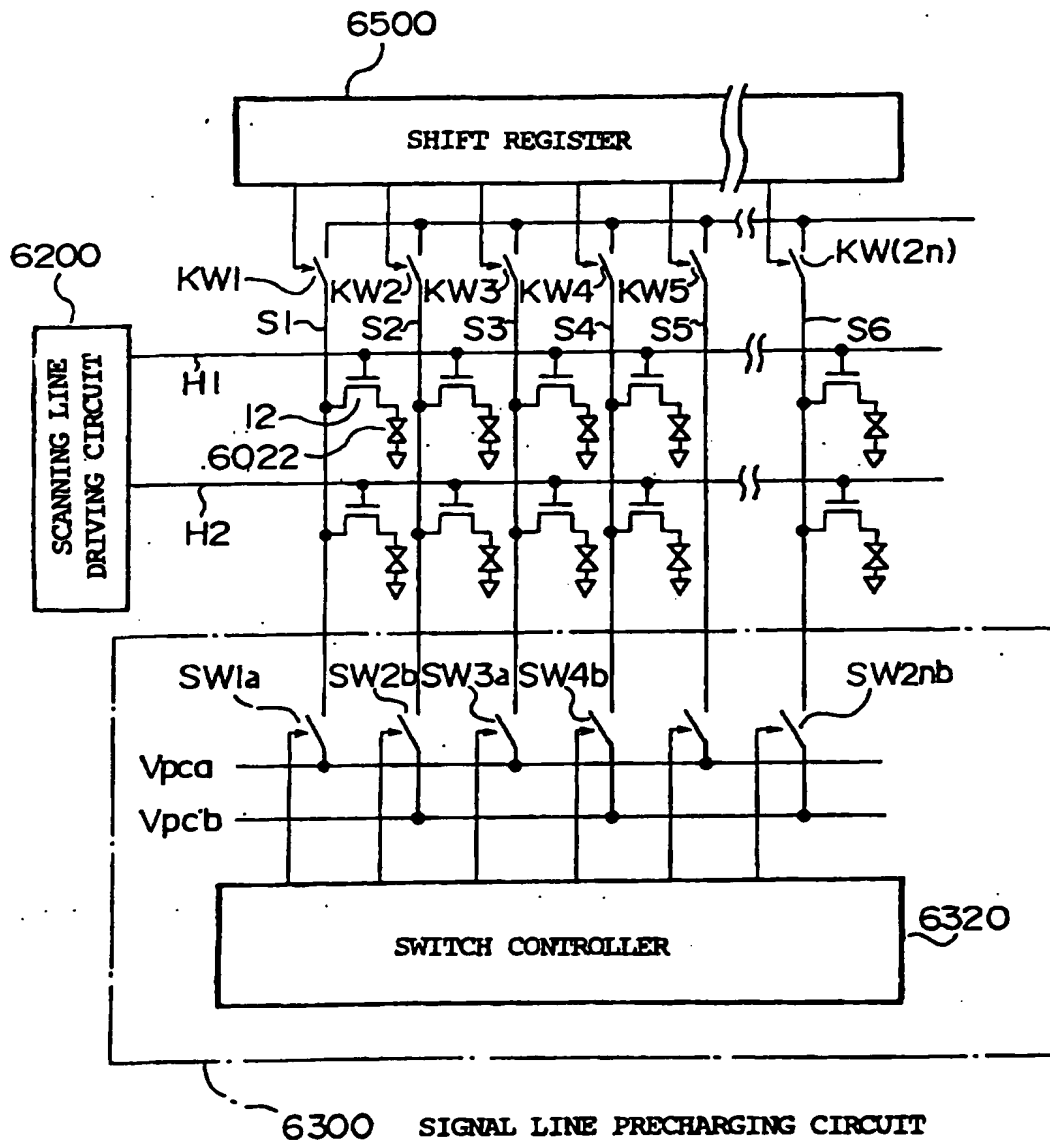 6500
SHIFT REGISTER
6200
KW1
KW2
KW3
KW4
KW5
KW(2n)
S1
S2
S3
S4
S5
S6
SCANNING LINE
DRIVING CIRCUIT
H1
12
6022
H2
SW1a
SW2b
SW3a
SW4b
SW2nb
Vpca
Vpcb
SWITCH CONTROLLER
6320
6300
SIGNAL LINE PRECHARGING CIRCUIT